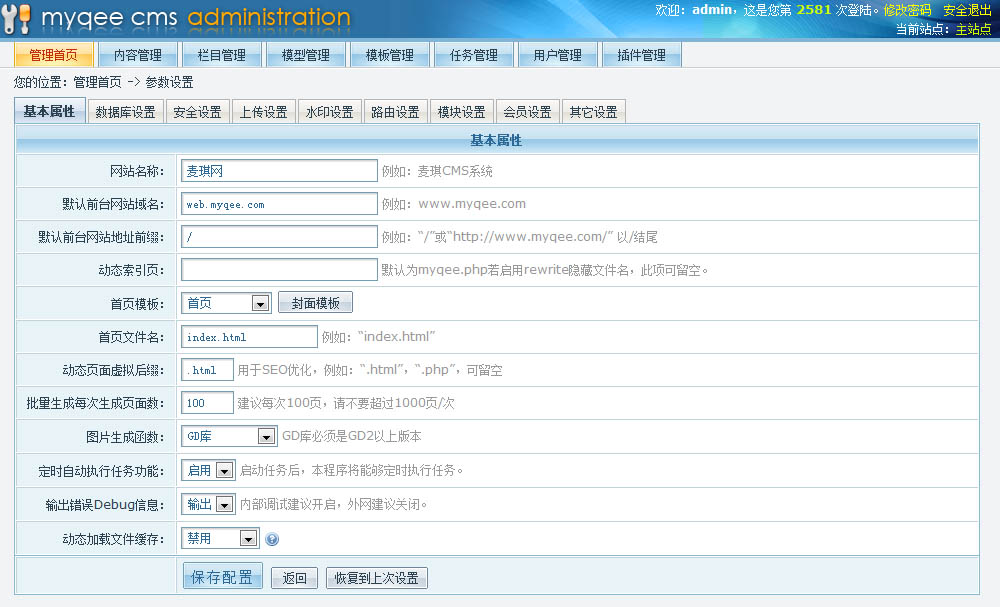 myqee cms administration
欢迎：admin，这是您第 2581 次登陆。修改密码 安全退出
当前站点：主站点
管理首页 内容管理 栏目管理 模型管理 模板管理 任务管理 用户管理 插件管理
您的位置：管理首页 -> 参数设置
基本属性 数据库设置 安全设置 上传设置 水印设置 路由设置 模块设置 会员设置 其它设置
基本属性
网站名称： 麦琪网 例如：麦琪CMS系统
默认前台网站域名： web.myqee.com 例如：www.myqee.com
默认前台网站地址前缀： / 例如：“/”或“http://www.myqee.com/” 以/结尾
动态索引页： 默认为myqee.php若启用rewrite隐藏文件名，此项可留空。
首页模板： 首页 封面模板
首页文件名： index.html 例如：“index.html”
动态页面虚拟后缀： .html 用于SEO优化，例如：“.html”，“.php”，可留空
批量生成每次生成页面数： 100 建议每次100页，请不要超过1000页/次
图片生成函数： GD库 GD库必须是GD2以上版本
定时自动执行任务功能： 启用 启动任务后，本程序将能够定时执行任务。
输出错误Debug信息： 输出 内部调试建议开启，外网建议关闭。
动态加载文件缓存： 禁用 ?
保存配置 返回 恢复到上次设置